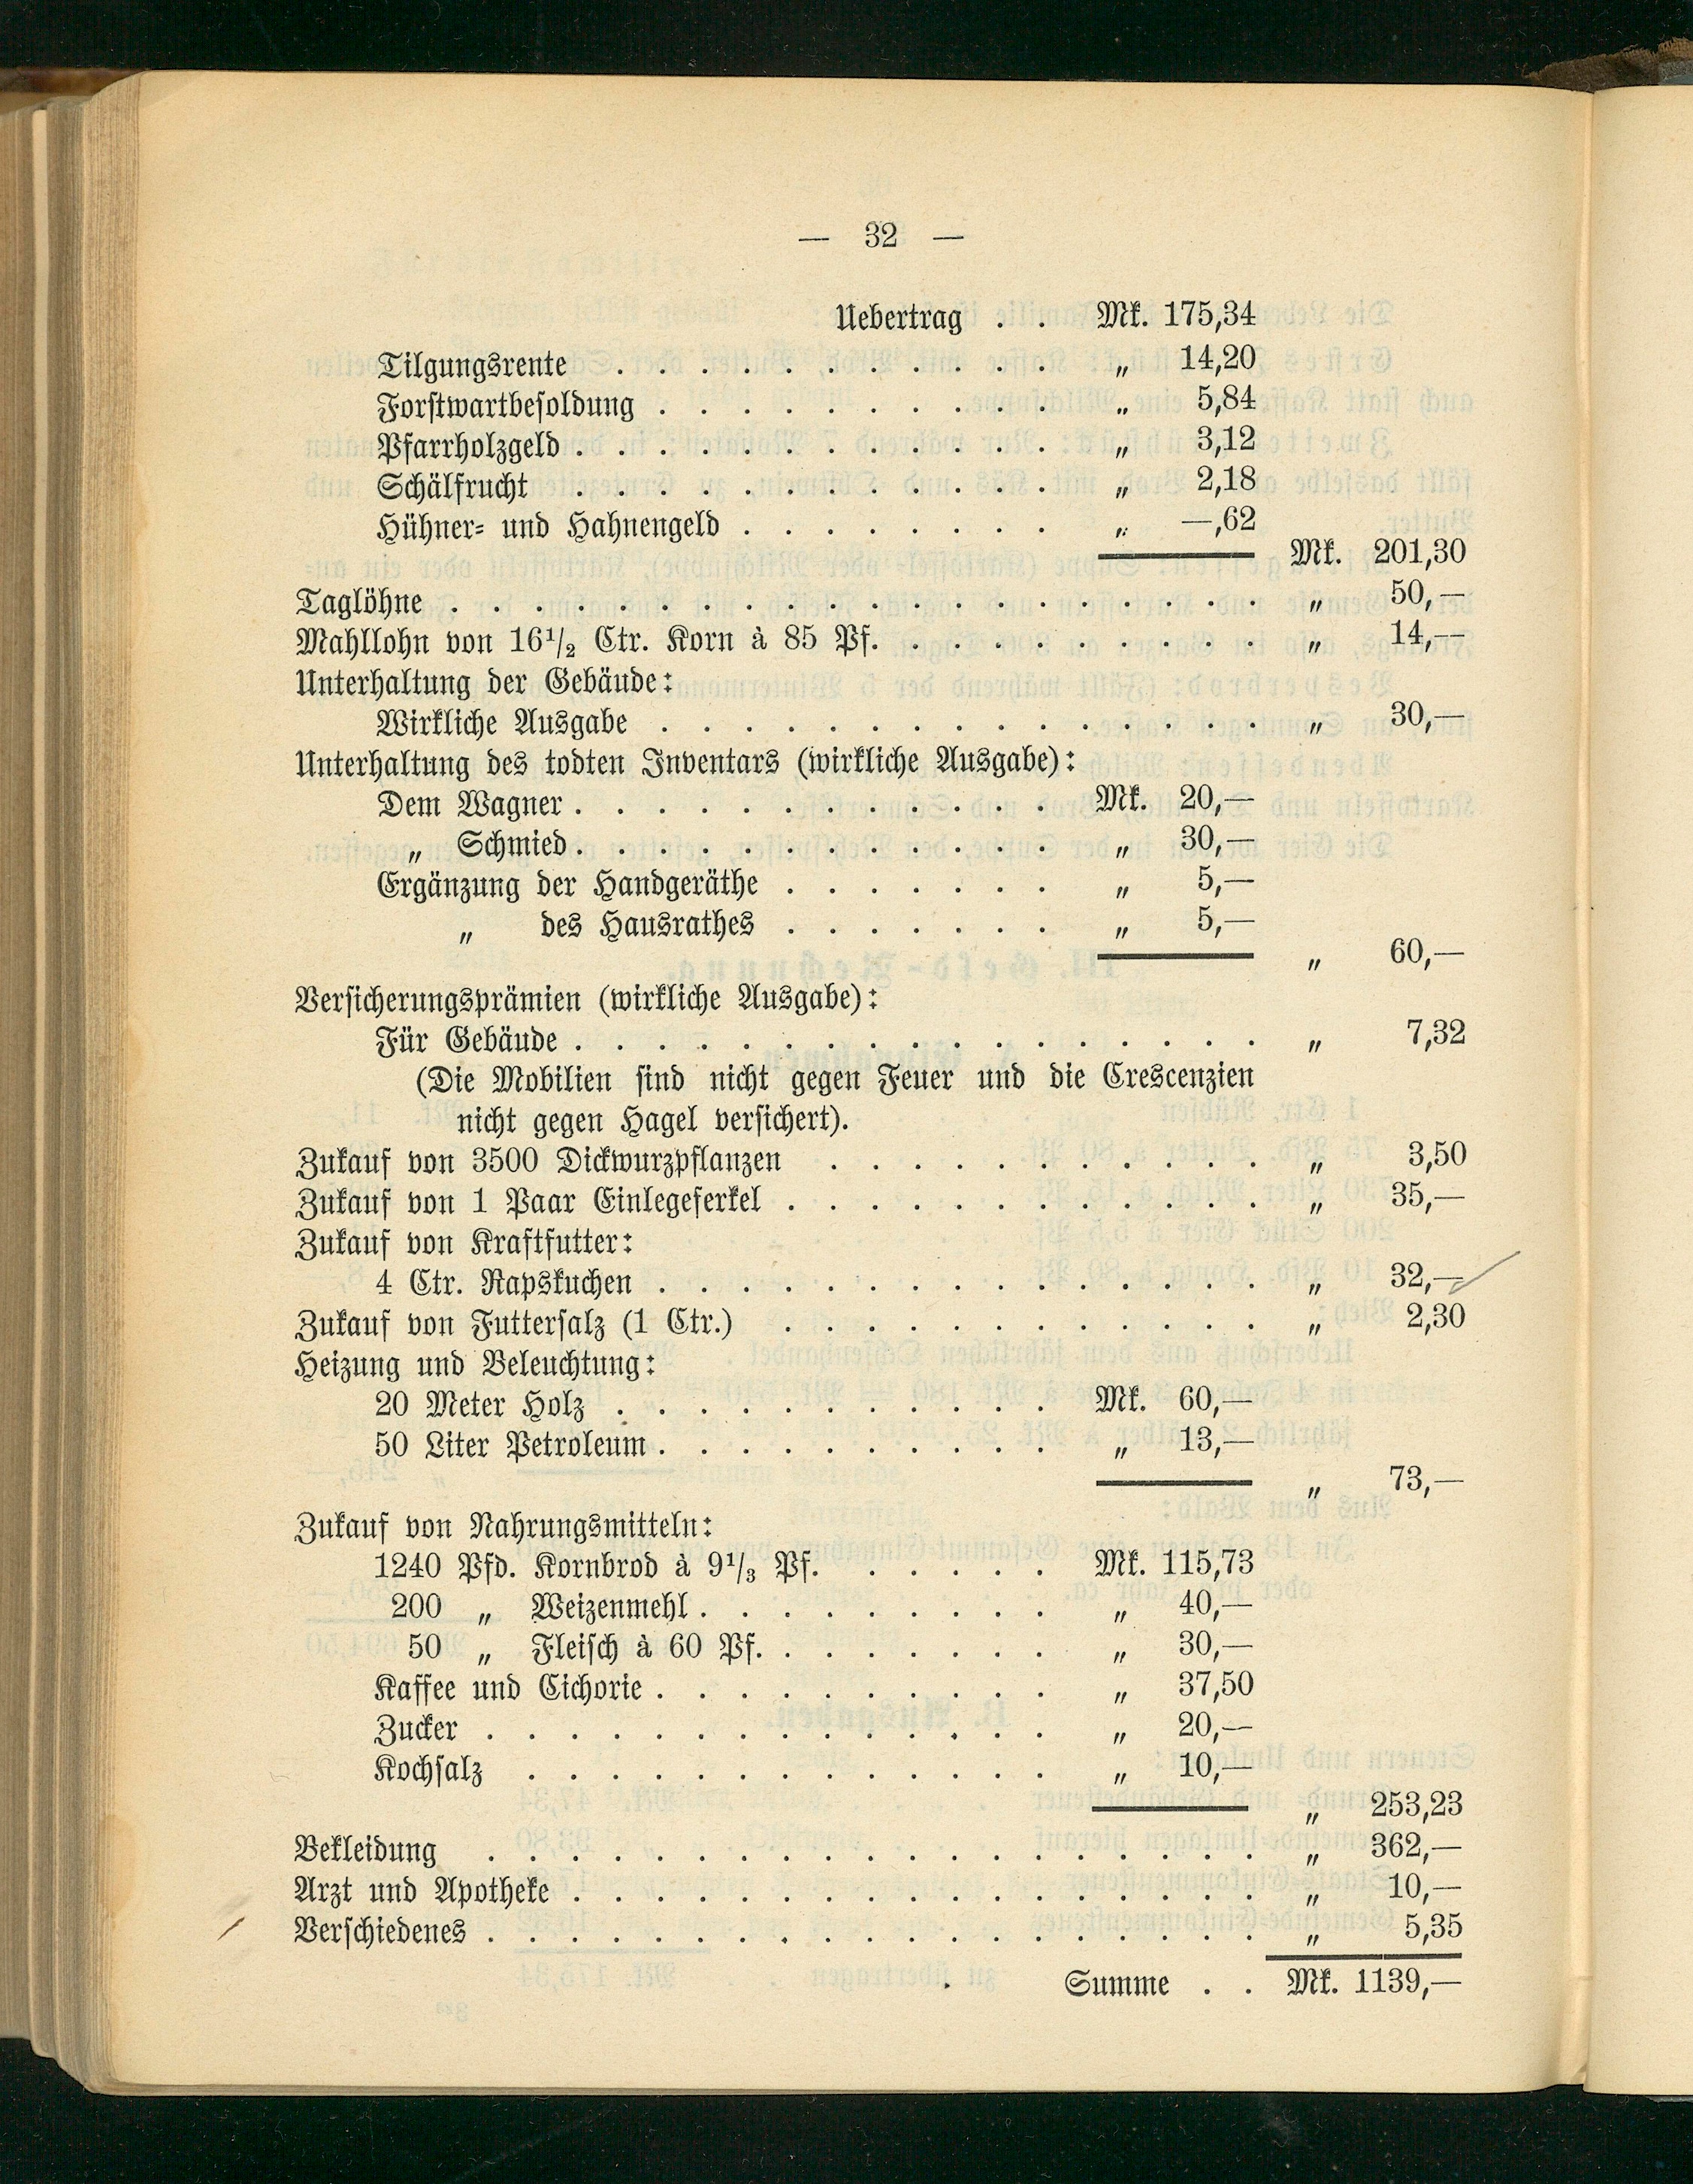 — 32 —
Uebertrag . . Mk. 175,34
Tilgungsrente . . . . . . . . . . . „ 14,20
Forstwartbesoldung . . . . . . . . . . „ 5,84
Pfarrholzgeld . . . . . . . . . . . . „ 3,12
Schälfrucht . . . . . . . . . . . . „ 2,18
Hühner- und Hahnengeld . . . . . . . . „ —,62
Mk. 201,30
Taglöhne . . . . . . . . . . . . . . . . . . . . „ 50,—
Mahllohn von 16½ Ctr. Korn à 85 Pf. . . . . . . . . . „ 14,—
Unterhaltung der Gebäude:
Wirkliche Ausgabe . . . . . . . . . . . . . . . „ 30,—
Unterhaltung des todten Inventars (wirkliche Ausgabe):
Dem Wagner . . . . . . . . . . . . Mk. 20,—
„ Schmied . . . . . . . . . . . . „ 30,—
Ergänzung der Handgeräthe . . . . . . . „ 5,—
„ des Hausrathes . . . . . . . „ 5,—
„ 60,—
Versicherungsprämien (wirkliche Ausgabe):
Für Gebäude . . . . . . . . . . . . . . . . . „ 7,32
(Die Mobilien sind nicht gegen Feuer und die Crescenzien
nicht gegen Hagel versichert).
Zukauf von 3500 Dickwurzpflanzen . . . . . . . . . . . „ 3,50
Zukauf von 1 Paar Einlegeferkel . . . . . . . . . . . . „ 35,—
Zukauf von Kraftfutter:
4 Ctr. Rapskuchen . . . . . . . . . . . . . . . „ 32,—
Zukauf von Futtersalz (1 Ctr.) . . . . . . . . . . . . „ 2,30
Heizung und Beleuchtung:
20 Meter Holz . . . . . . . . . . . Mk. 60,—
50 Liter Petroleum . . . . . . . . . . „ 13,—
„ 73,—
Zukauf von Nahrungsmitteln:
1240 Pfd. Kornbrod à 9⅓ Pf. . . . . . Mk. 115,73
200 „ Weizenmehl . . . . . . . . . „ 40,—
50 „ Fleisch à 60 Pf. . . . . . . . „ 30,—
Kaffee und Cichorie . . . . . . . . . . „ 37,50
Zucker . . . . . . . . . . . . . . „ 20,—
Kochsalz . . . . . . . . . . . . . „ 10,—
„ 253,23
Bekleidung . . . . . . . . . . . . . . . . . . . „ 362,—
Arzt und Apotheke . . . . . . . . . . . . . . . . . „ 10,—
Verschiedenes . . . . . . . . . . . . . . . . . . . „ 5,35
Summe . . Mk. 1139,—